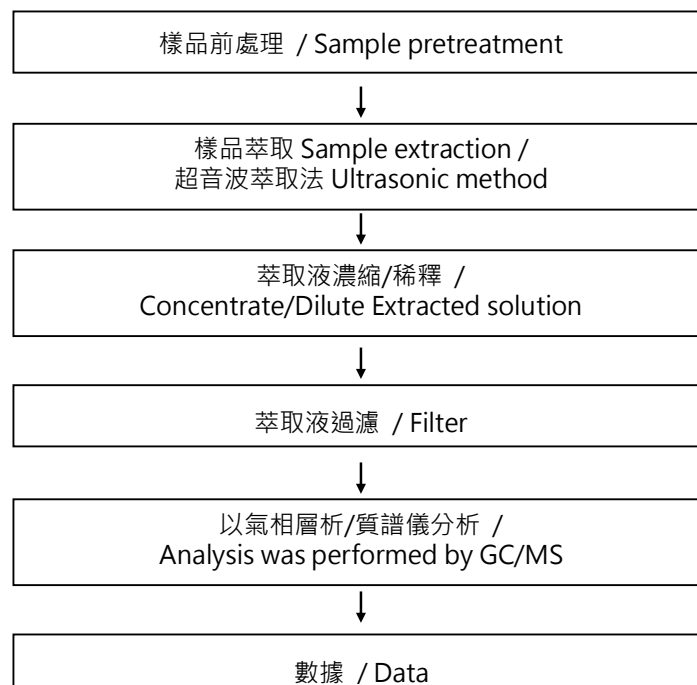 樣品前處理 / Sample pretreatment
樣品萃取 Sample extraction /
超音波萃取法 Ultrasonic method
萃取液濃縮/稀釋 /
Concentrate/Dilute Extracted solution
萃取液過濾 / Filter
以氣相層析/質譜儀分析 /
Analysis was performed by GC/MS
數據 / Data